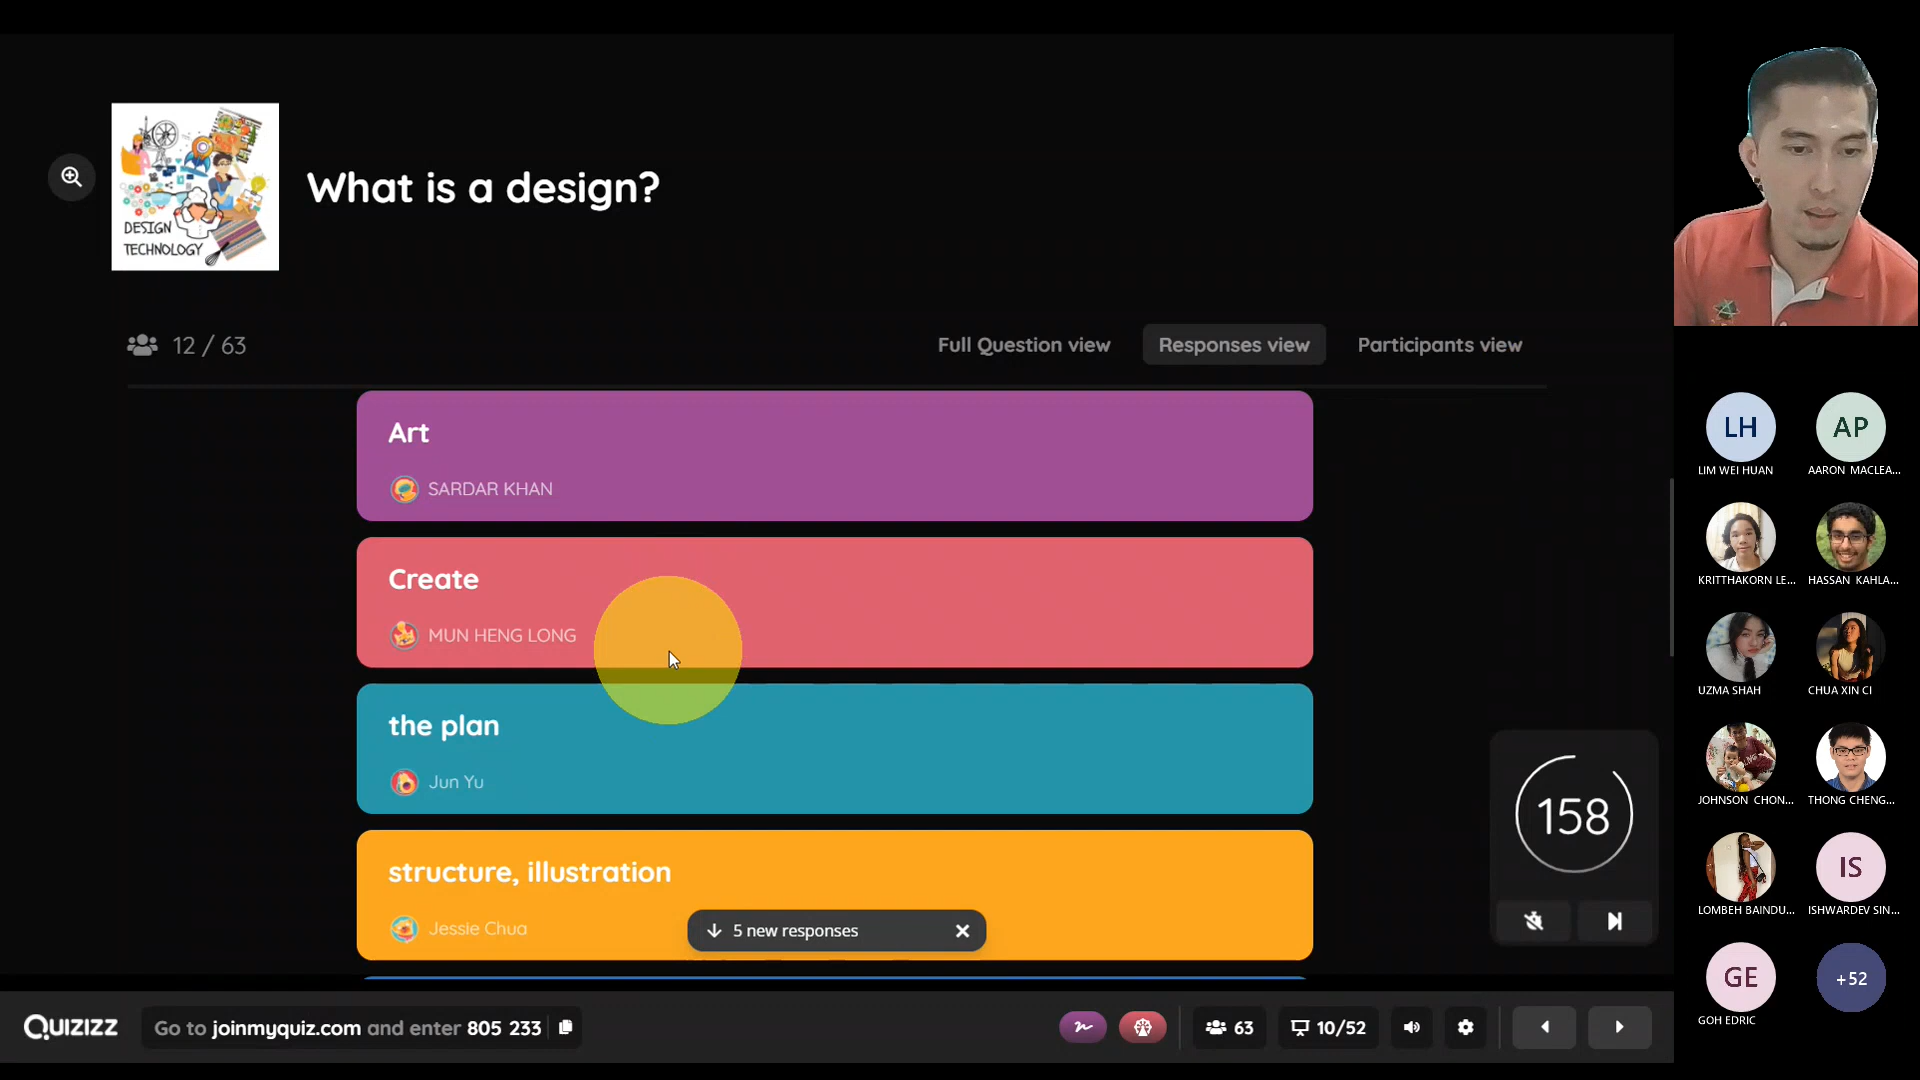 DESIGN
TECHNOLOGY
What is a design?
12 / 63
Full Question view
Responses view
Participants view
Art
SARDAR KHAN
Create
MUN HENG LONG
the plan
Jun Yu
structure, illustration
Jessie Chua
5 new responses
158
Quizizz
Go to joinmyquiz.com and enter 805 233
63
10/52
LH
LIM WEI HUAN
AP
AARON MACLEA...
KRITTHAKORN LE...
HASSAN KAHLA...
UZMA SHAH
CHUA XIN CI
JOHNSON CHON...
THONG CHENG...
LOMBEH BAINDU...
IS
ISHWARDEV SIN...
GE
GOH EDRIC
+52